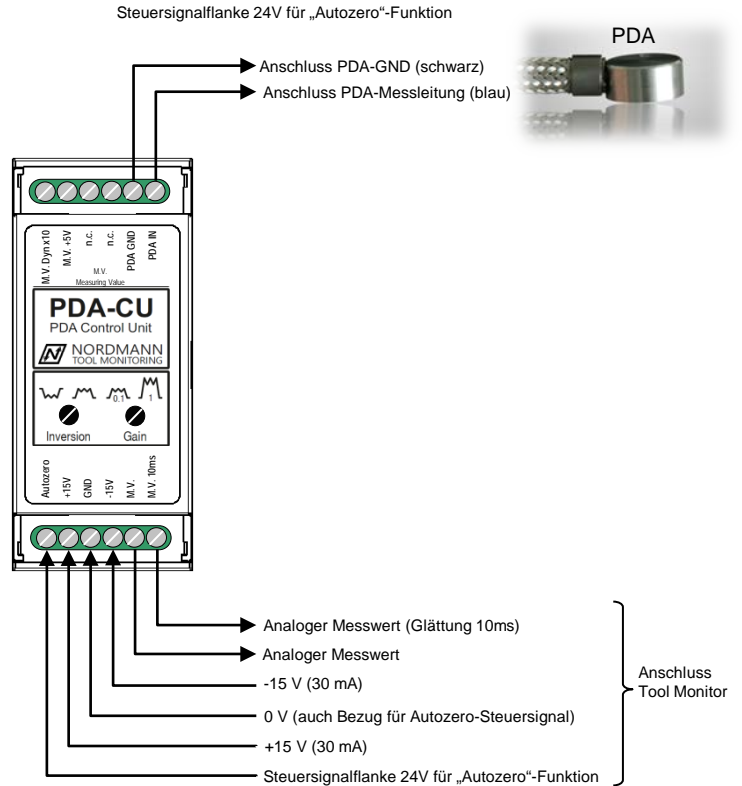 Steuersignalflanke 24V für „Autozero“-Funktion
PDA
Anschluss PDA-GND (schwarz)
Anschluss PDA-Messleitung (blau)
M.V. Dyn x10
M.V. +5V
n.c.
n.c.
PDA GND
PDA IN
M.V.
Measuring Value
PDA-CU
PDA Control Unit
NORDMANN
TOOL MONITORING
0.1
1
Inversion
Gain
Autozero
+15V
GND
-15V
M.V.
M.V. 10ms
Analoger Messwert (Glättung 10ms)
Analoger Messwert
-15 V (30 mA)
0 V (auch Bezug für Autozero-Steuersignal)
+15 V (30 mA)
Steuersignalflanke 24V für „Autozero“-Funktion
Anschluss
Tool Monitor